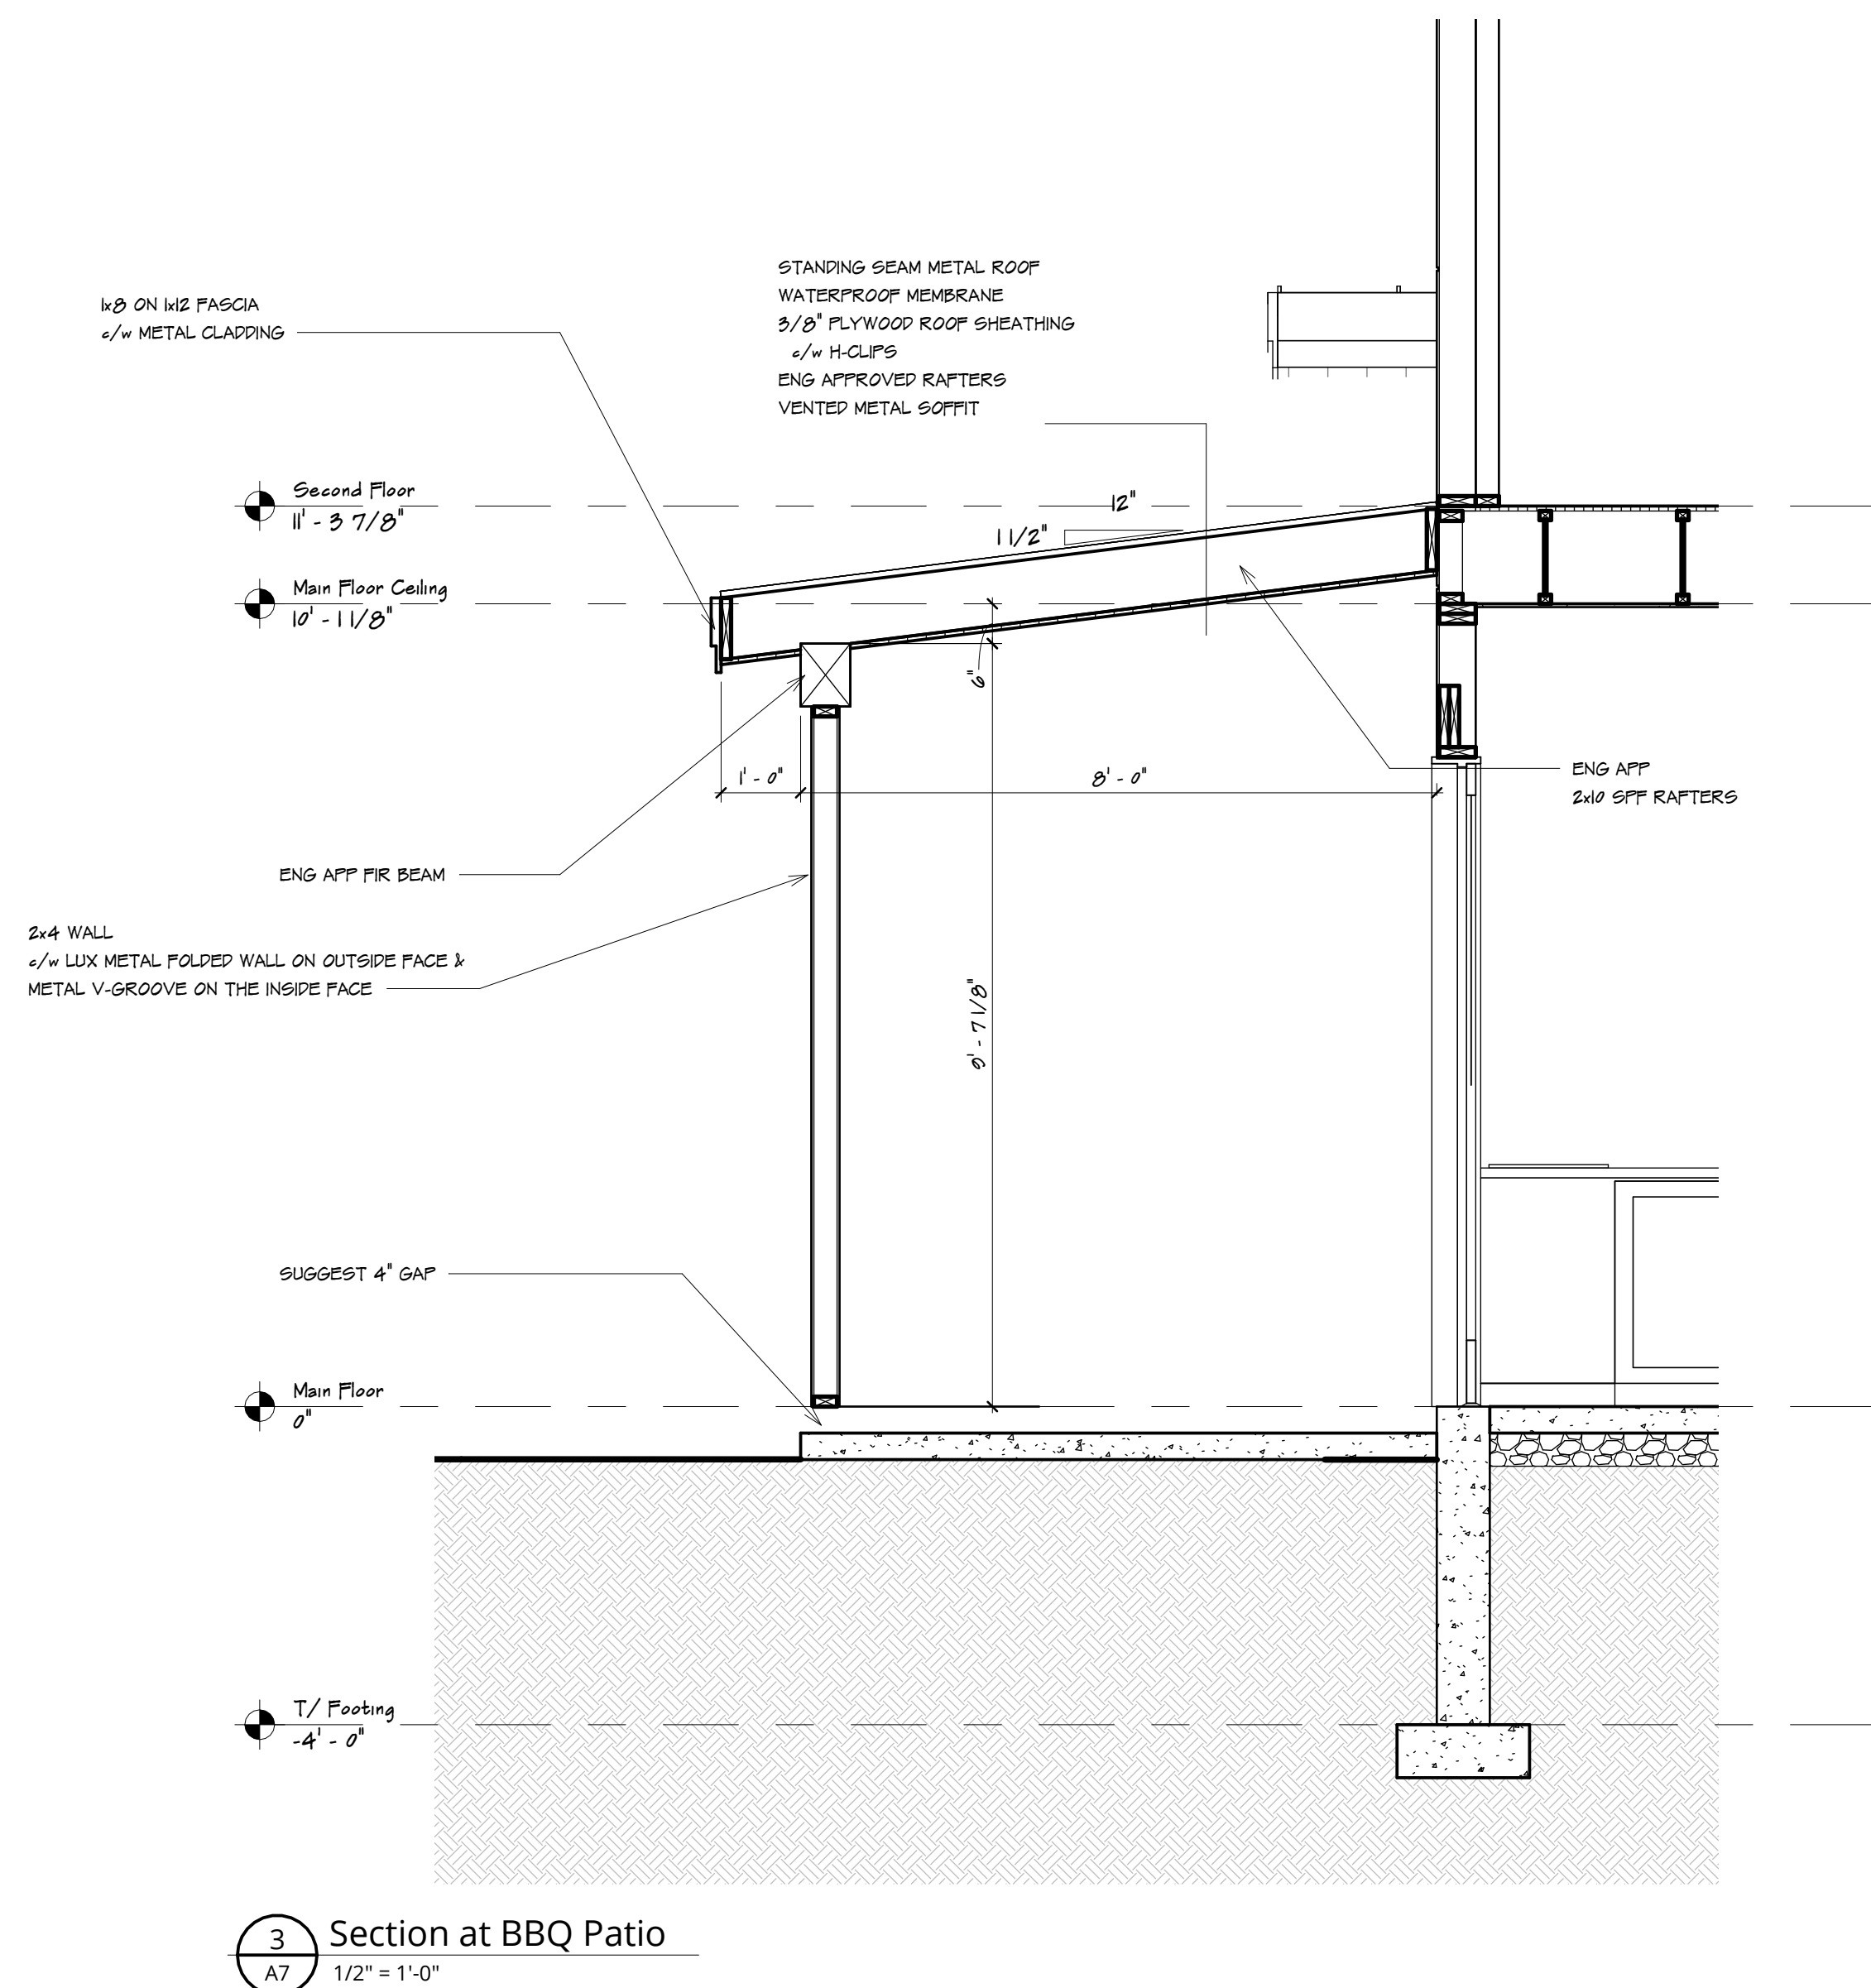 STANDING SEAM METAL ROOF
WATERPROOF MEMBRANE
3/8" PLYWOOD ROOF SHEATHING
c/w H-CLIPS
ENG APPROVED RAFTERS
VENTED METAL SOFFIT
1x8 ON 1x12 FASCIA
c/w METAL CLADDING
Second Floor
11' - 3 7/8"
12"
1 1/2"
Main Floor Ceiling
10' - 1 1/8"
6"
1' - 0"
8' - 0"
ENG APP
2x10 SPF RAFTERS
ENG APP FIR BEAM
2x4 WALL
c/w LUX METAL FOLDED WALL ON OUTSIDE FACE &
METAL V-GROOVE ON THE INSIDE FACE
9' - 7 1/8"
SUGGEST 4" GAP
Main Floor
0"
T/ Footing
-4' - 0"
3
A7
Section at BBQ Patio
1/2" = 1'-0"